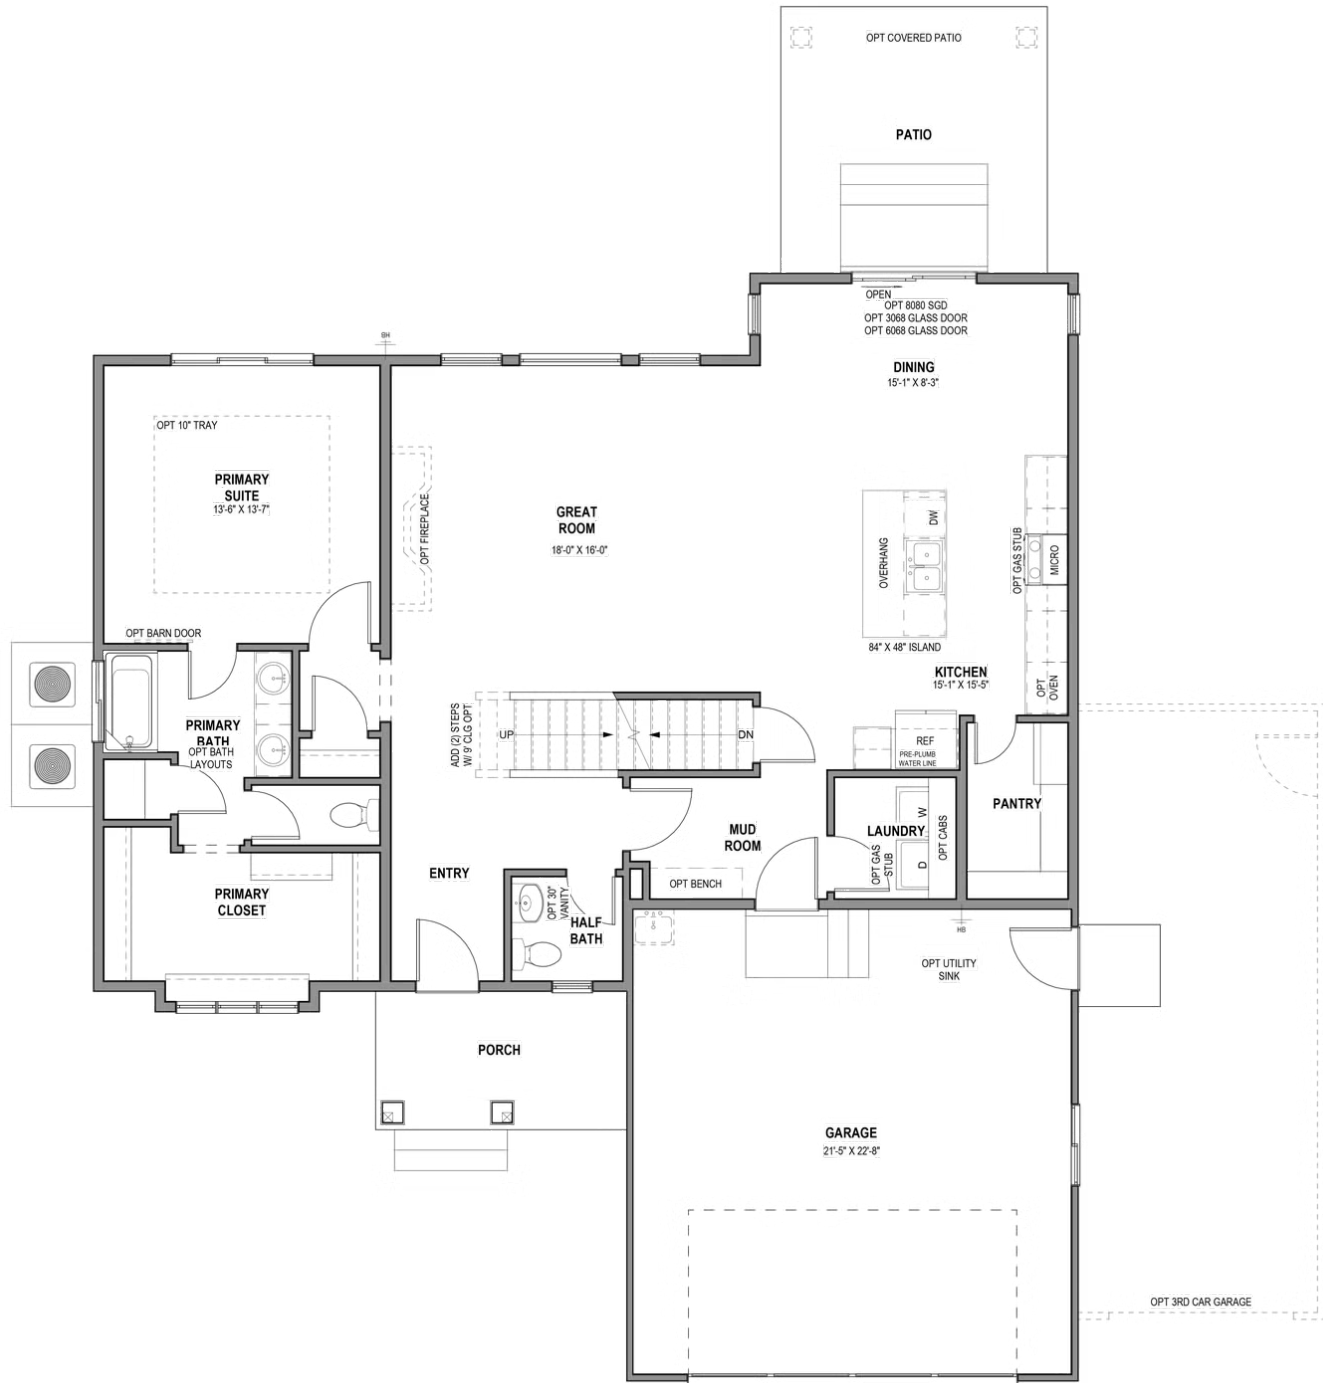 OPT COVERED PATIO
PATIO
OPEN
OPT 8080 SGD
OPT 3068 GLASS DOOR
OPT 6068 GLASS DOOR
HB
DINING
15'-1" X 8'-3"
OPT 10" TRAY
PRIMARY
SUITE
13'-6" X 13'-7"
OPT FIREPLACE
GREAT
ROOM
18'-0" X 16'-0"
OVERHANG
DW
OPT GAS STUB
MICRO
84" X 48" ISLAND
KITCHEN
15'-1" X 15'-5"
OPT
OVEN
OPT BARN DOOR
PRIMARY
BATH
OPT BATH
LAYOUTS
ADD (2) STEPS
W/ 9' CLG OPT
UP
DN
REF
PRE-PLUMB
WATER LINE
PANTRY
MUD
ROOM
LAUNDRY
W
D
OPT CABS
OPT GAS
STUB
OPT BENCH
ENTRY
PRIMARY
CLOSET
OPT 30"
VANITY
HALF
BATH
HB
OPT UTILITY
SINK
PORCH
GARAGE
21'-5" X 22'-8"
OPT 3RD CAR GARAGE